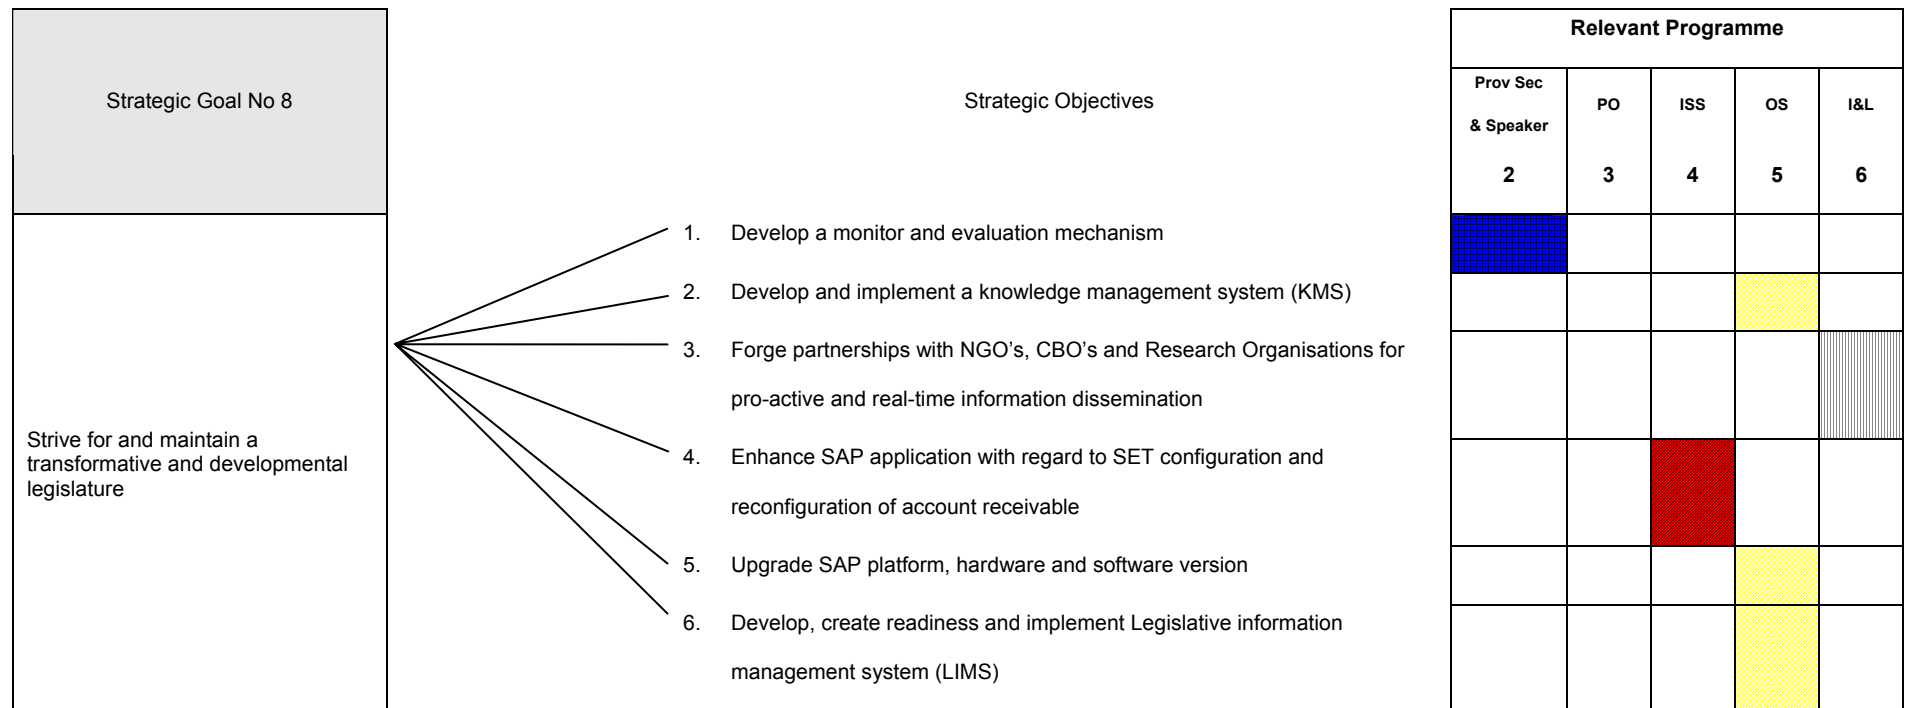 Strategic Goal No 8
Strategic Objectives
Relevant Programme
Prov Sec
& Speaker
2
PO
3
ISS
4
OS
5
I&L
6
Strive for and maintain a
transformative and developmental
legislature
1. Develop a monitor and evaluation mechanism
2. Develop and implement a knowledge management system (KMS)
3. Forge partnerships with NGO’s, CBO’s and Research Organisations for
pro-active and real-time information dissemination
4. Enhance SAP application with regard to SET configuration and
reconfiguration of account receivable
5. Upgrade SAP platform, hardware and software version
6. Develop, create readiness and implement Legislative information
management system (LIMS)